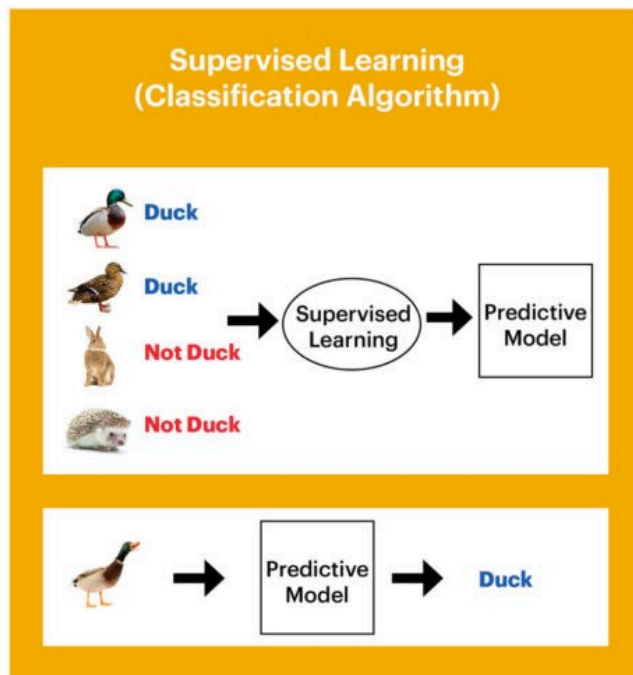 Supervised Learning
(Classification Algorithm)
Duck
Duck
Not Duck
Not Duck
Supervised
Learning
Predictive
Model
Predictive
Model
Duck